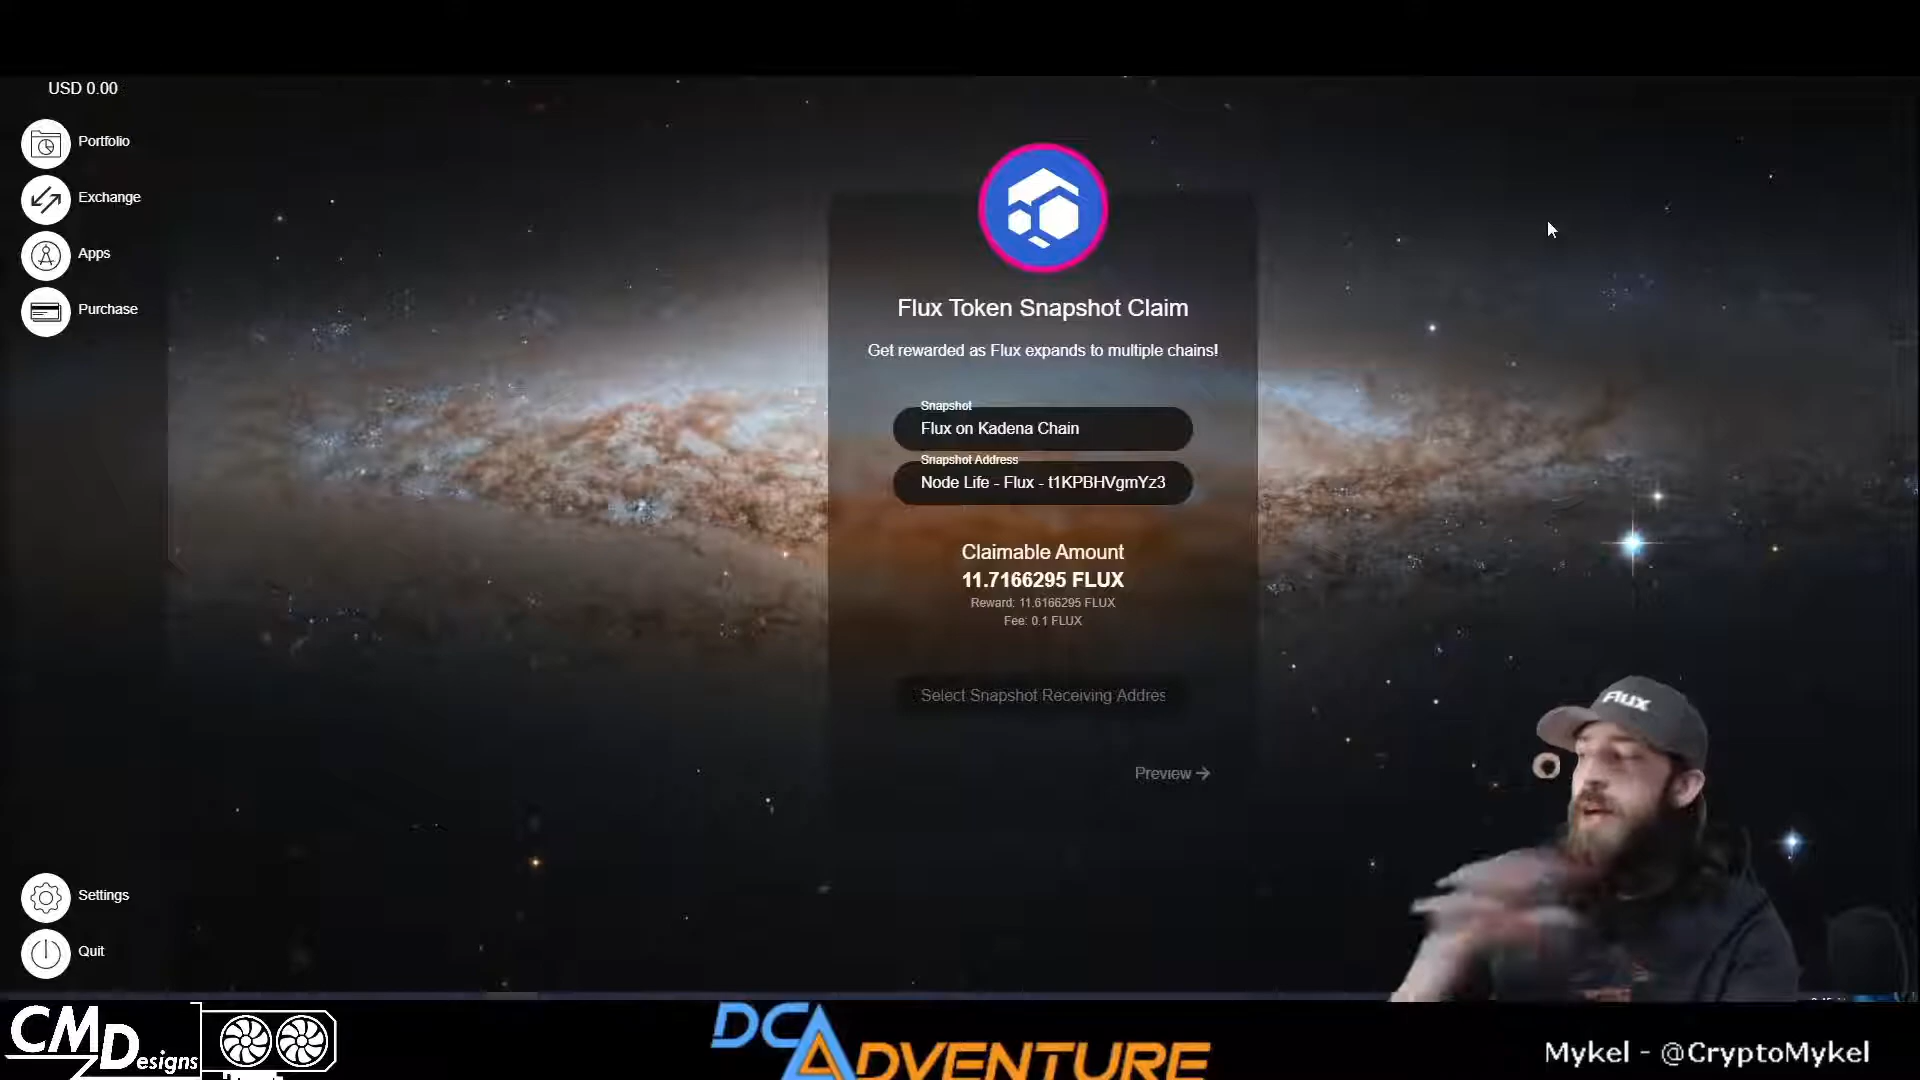 USD 0.00
Portfolio
Exchange
Apps
Purchase
Flux Token Snapshot Claim
Get rewarded as Flux expands to multiple chains!
Snapshot
Flux on Kadena Chain
Snapshot Address
Node Life - Flux - t1KPBHVgmYz3
Claimable Amount
11.7166295 FLUX
Reward: 11.6166295 FLUX
Fee: 0.1 FLUX
Select Snapshot Receiving Addres
Preview
Flux
Settings
Quit
CMDesigns
DCADVENTURE
Mykel - @CryptoMykel